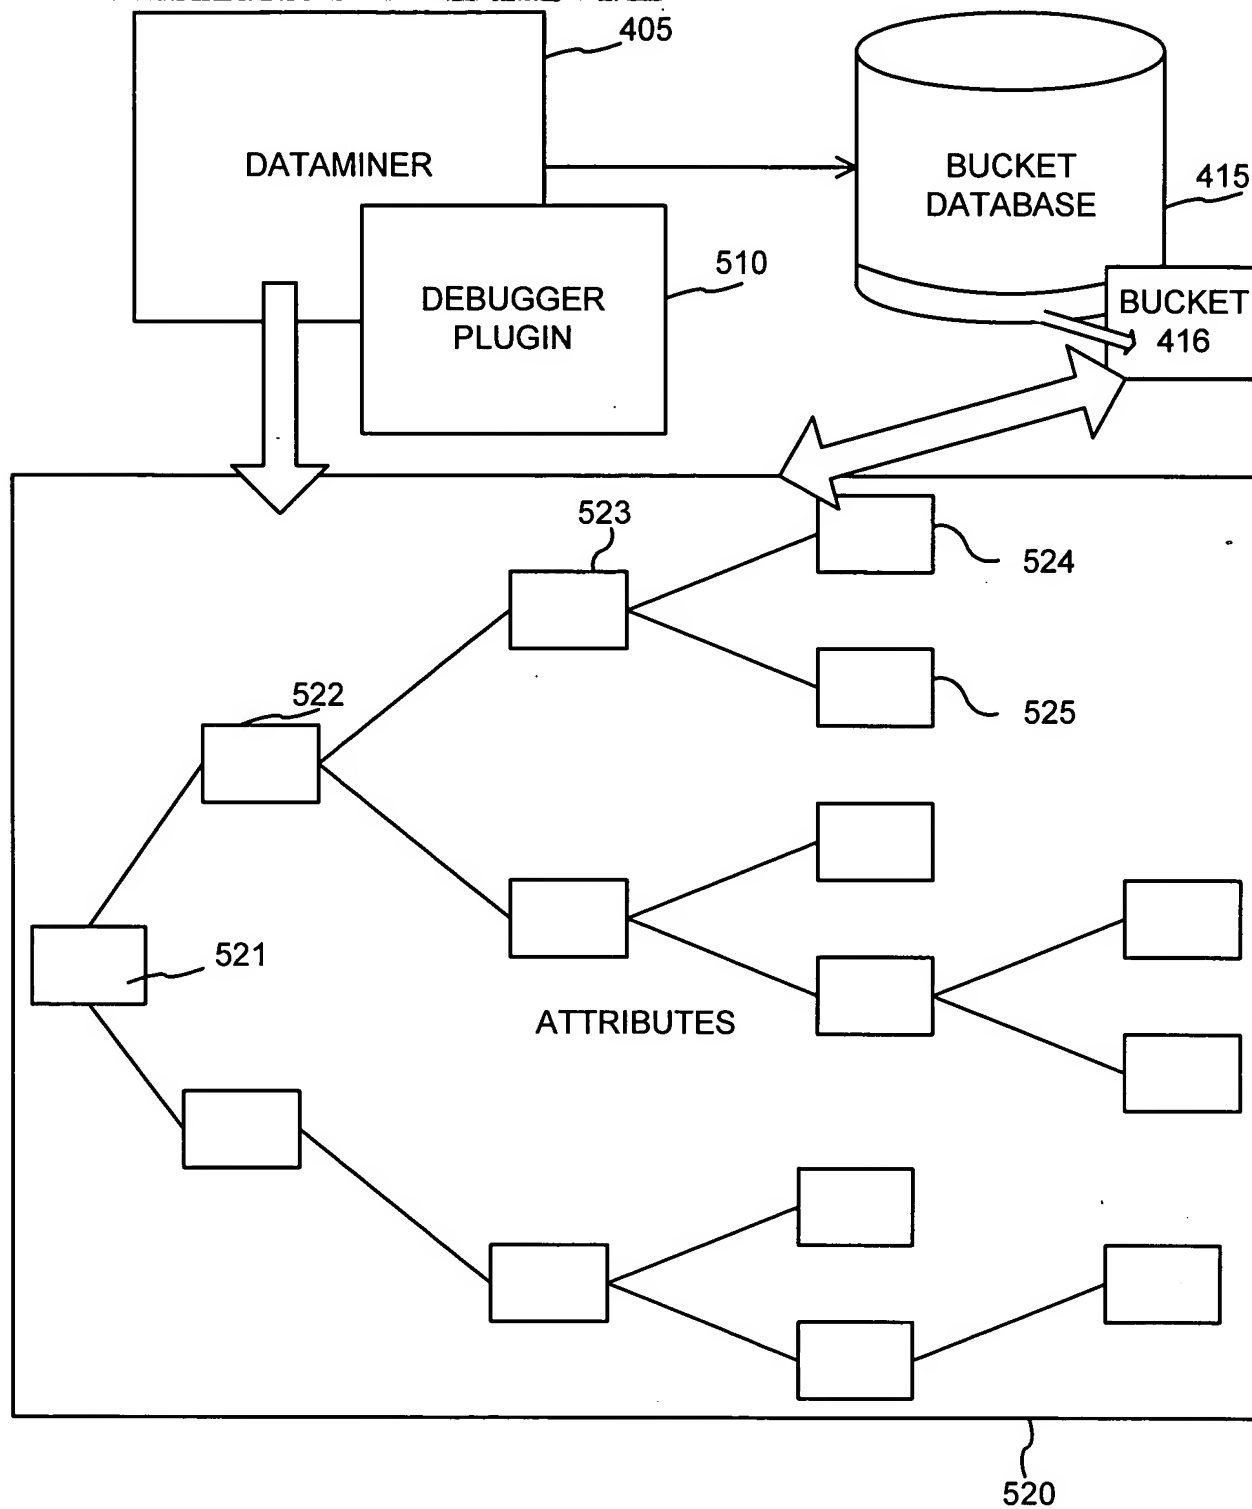 405
DATAMINER
BUCKET
DATABASE
415
510
DEBUGGER
PLUGIN
BUCKET
416
523
524
522
525
521
ATTRIBUTES
520